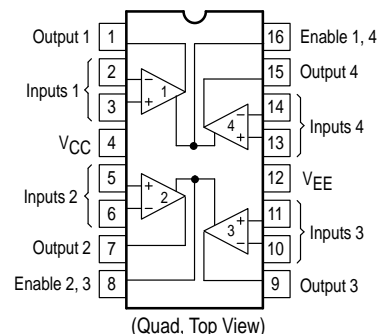 Output 1 1 16 Enable 1, 4
2 − 15 Output 4
Inputs 1 1
3 + 4 − 14
Inputs 4
VCC 4 + 13
5 + 12 VEE
Inputs 2 2
6 − + 11
3 Inputs 3
Output 2 7 − 10
Enable 2, 3 8 9 Output 3
(Quad, Top View)